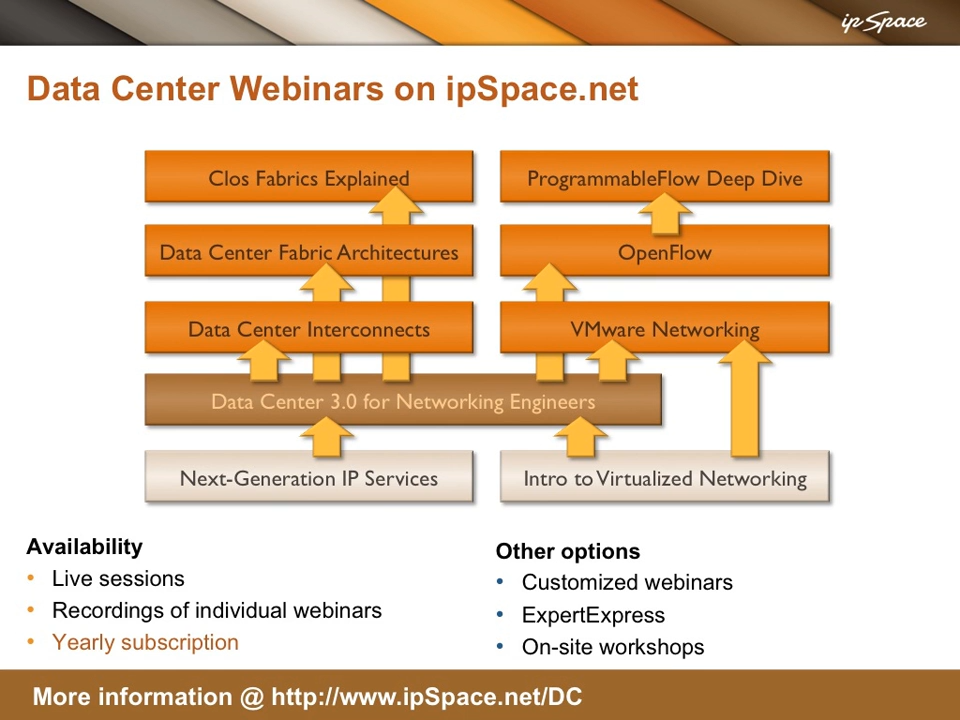 ip Space
Data Center Webinars on ipSpace.net
Clos Fabrics Explained
ProgrammableFlow Deep Dive
Data Center Fabric Architectures
OpenFlow
Data Center Interconnects
VMware Networking
Data Center 3.0 for Networking Engineers
Next-Generation IP Services
Intro to Virtualized Networking
Availability
• Live sessions
• Recordings of individual webinars
• Yearly subscription
Other options
• Customized webinars
• ExpertExpress
• On-site workshops
More information @ http://www.ipSpace.net/DC